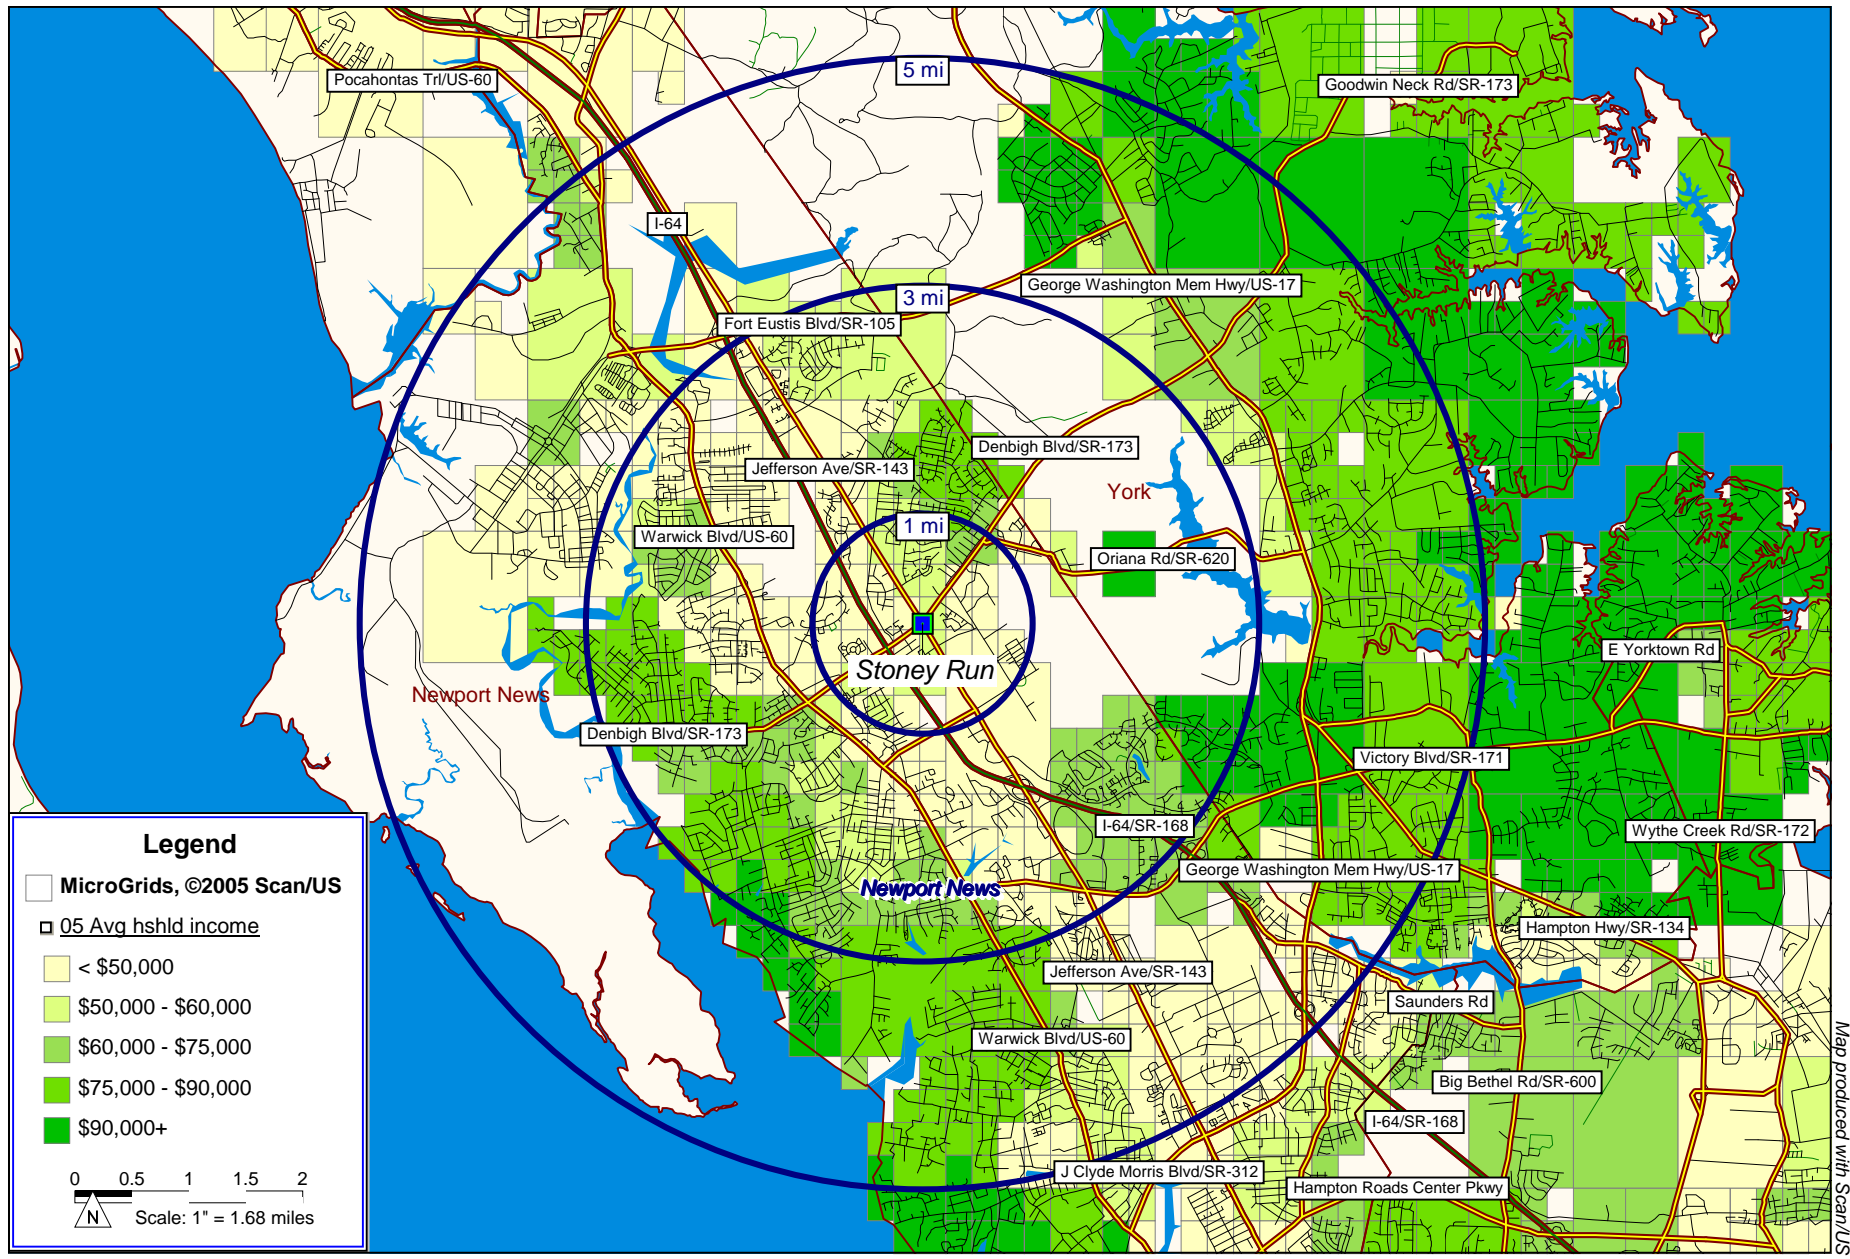 5 mi
Pocahontas Trl/US-60
Goodwin Neck Rd/SR-173
I-64
George Washington Mem Hwy/US-17
3 mi
Fort Eustis Blvd/SR-105
Denbigh Blvd/SR-173
Jefferson Ave/SR-143
York
1 mi
Warwick Blvd/US-60
Oriana Rd/SR-620
E Yorktown Rd
Stoney Run
Newport News
Denbigh Blvd/SR-173
Victory Blvd/SR-171
I-64/SR-168
Wythe Creek Rd/SR-172
George Washington Mem Hwy/US-17
Newport News
Hampton Hwy/SR-134
Jefferson Ave/SR-143
Saunders Rd
Warwick Blvd/US-60
Big Bethel Rd/SR-600
I-64/SR-168
J Clyde Morris Blvd/SR-312
Hampton Roads Center Pkwy
Legend
MicroGrids, ©2005 Scan/US
05 Avg hshld income
< $50,000
$50,000 - $60,000
$60,000 - $75,000
$75,000 - $90,000
$90,000+
0 0.5 1 1.5 2
N
Scale: 1" = 1.68 miles
Map produced with Scan/US